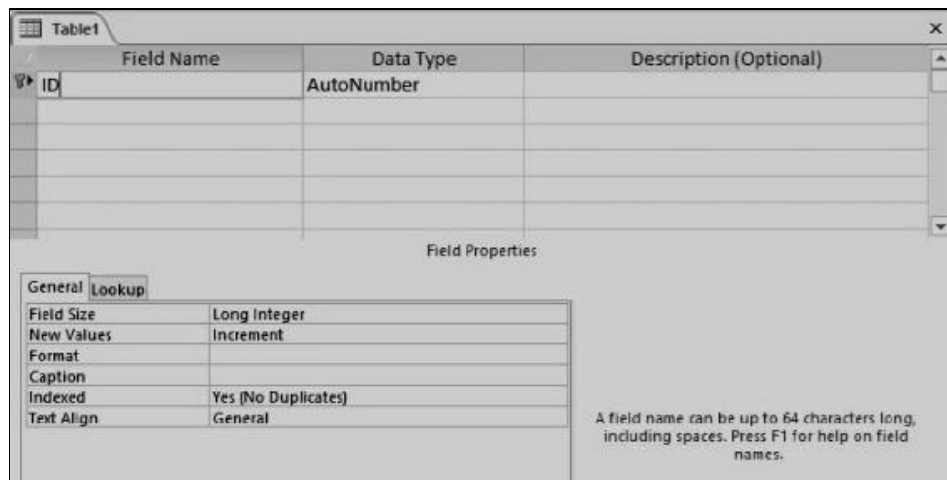 Table1
Field Name Data Type Description (Optional)
ID AutoNumber
Field Properties
General Lookup
Field Size Long Integer
New Values Increment
Format
Caption
Indexed Yes (No Duplicates)
Text Align General
A field name can be up to 64 characters long,
including spaces. Press F1 for help on field
names.